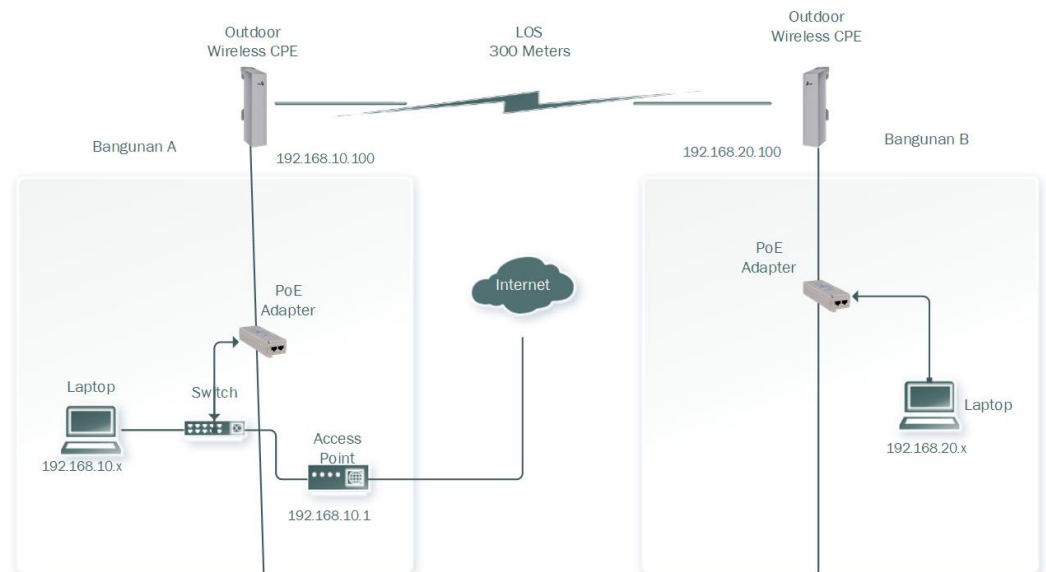 Outdoor
Wireless CPE
LOS
300 Meters
Outdoor
Wireless CPE
Bangunan A
192.168.10.100
192.168.20.100
Bangunan B
PoE
Adapter
Internet
PoE
Adapter
Laptop
Switch
192.168.10.x
Access
Point
192.168.10.1
Laptop
192.168.20.x